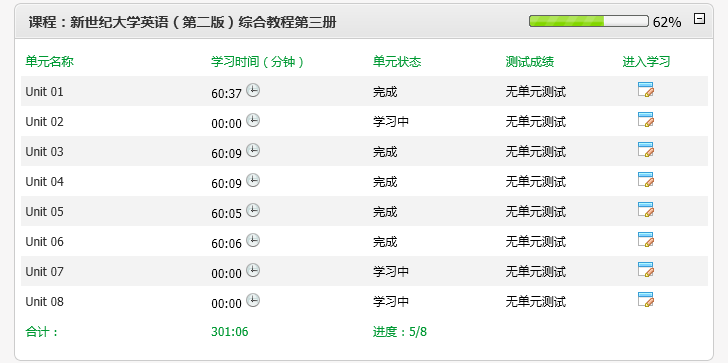 课程：新世纪大学英语（第二版）综合教程第三册 62%
单元名称 学习时间（分钟） 单元状态 测试成绩 进入学习
Unit 01 60:37 完成 无单元测试
Unit 02 00:00 学习中 无单元测试
Unit 03 60:09 完成 无单元测试
Unit 04 60:09 完成 无单元测试
Unit 05 60:05 完成 无单元测试
Unit 06 60:06 完成 无单元测试
Unit 07 00:00 学习中 无单元测试
Unit 08 00:00 学习中 无单元测试
合计： 301:06 进度：5/8